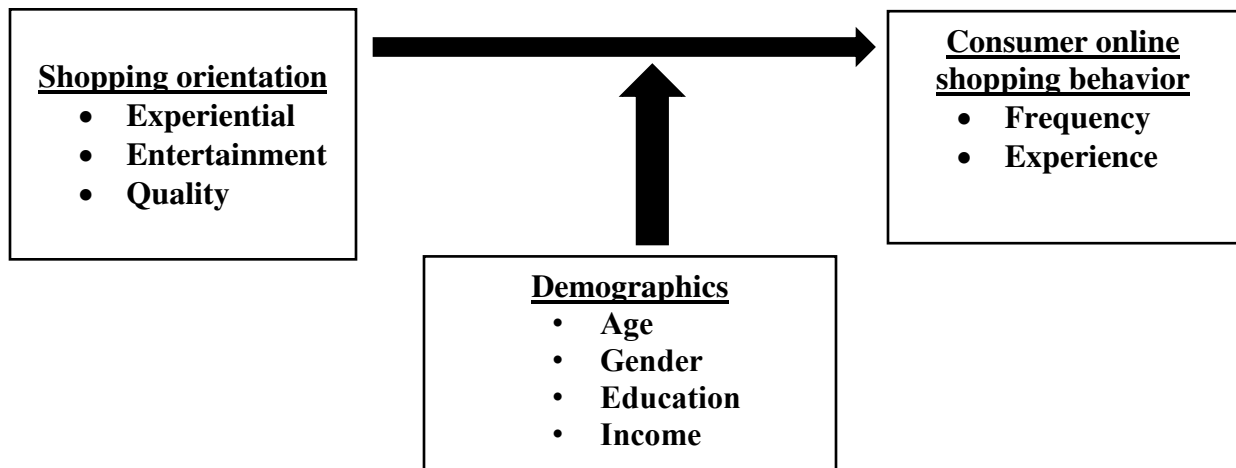 Shopping orientation
• Experiential
• Entertainment
• Quality
Consumer online
shopping behavior
• Frequency
• Experience
Demographics
• Age
• Gender
• Education
• Income